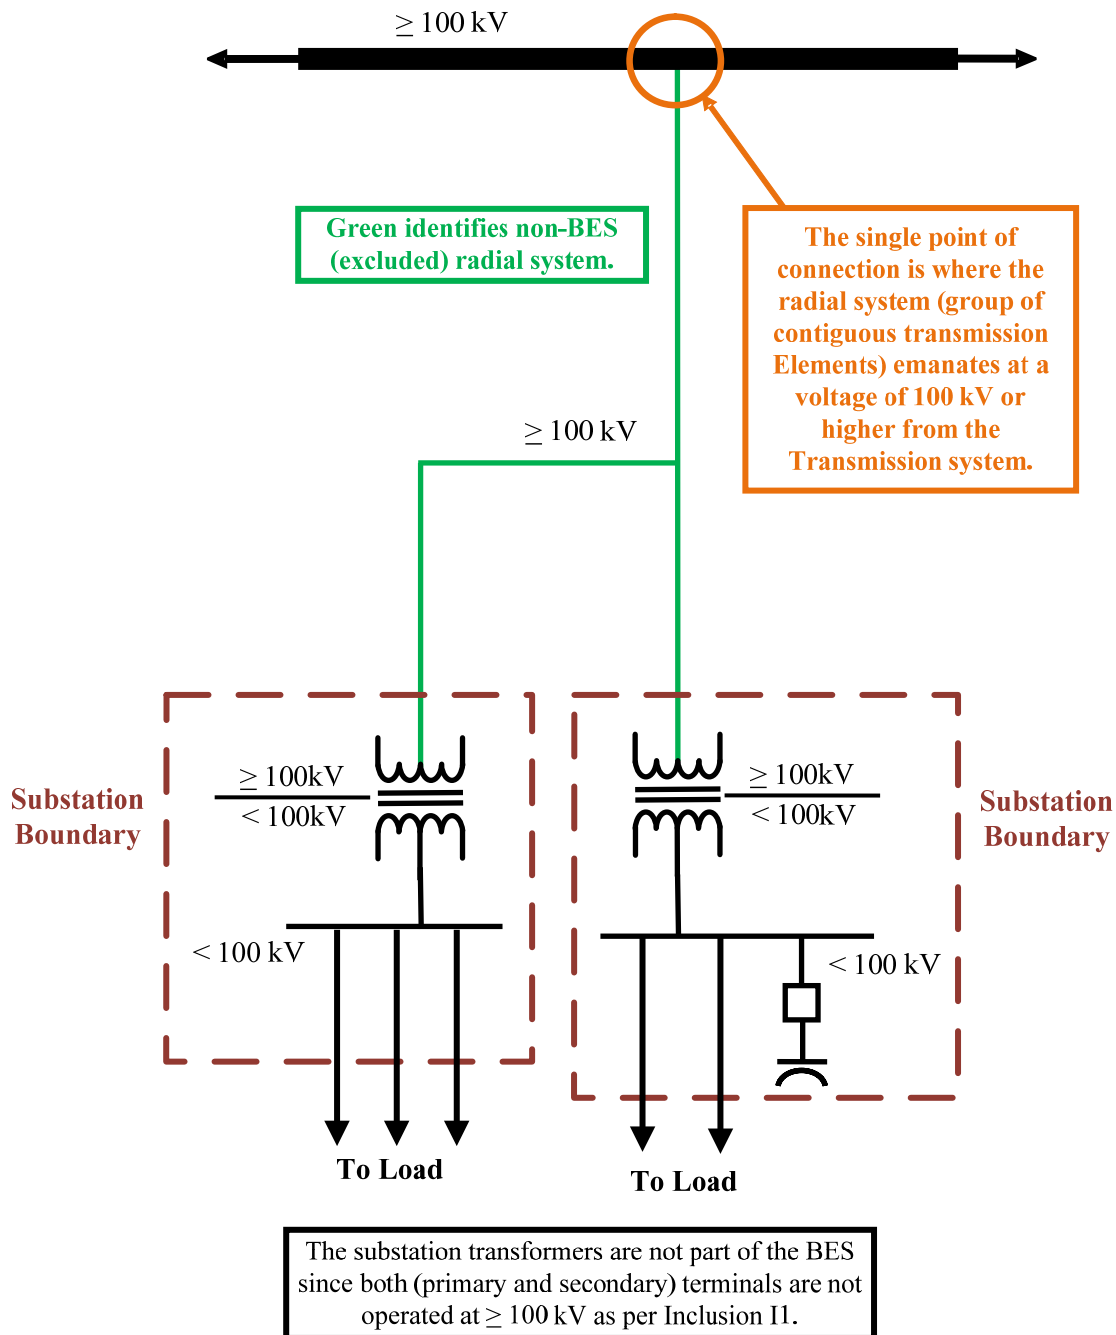 ≥ 100 kV
Green identifies non-BES
(excluded) radial system.
The single point of
connection is where the
radial system (group of
contiguous transmission
Elements) emanates at a
voltage of 100 kV or
higher from the
Transmission system.
≥ 100 kV
Substation
Boundary
≥ 100kV
< 100kV
≥ 100kV
< 100kV
Substation
Boundary
< 100 kV
< 100 kV
To Load
To Load
The substation transformers are not part of the BES
since both (primary and secondary) terminals are not
operated at ≥ 100 kV as per Inclusion I1.